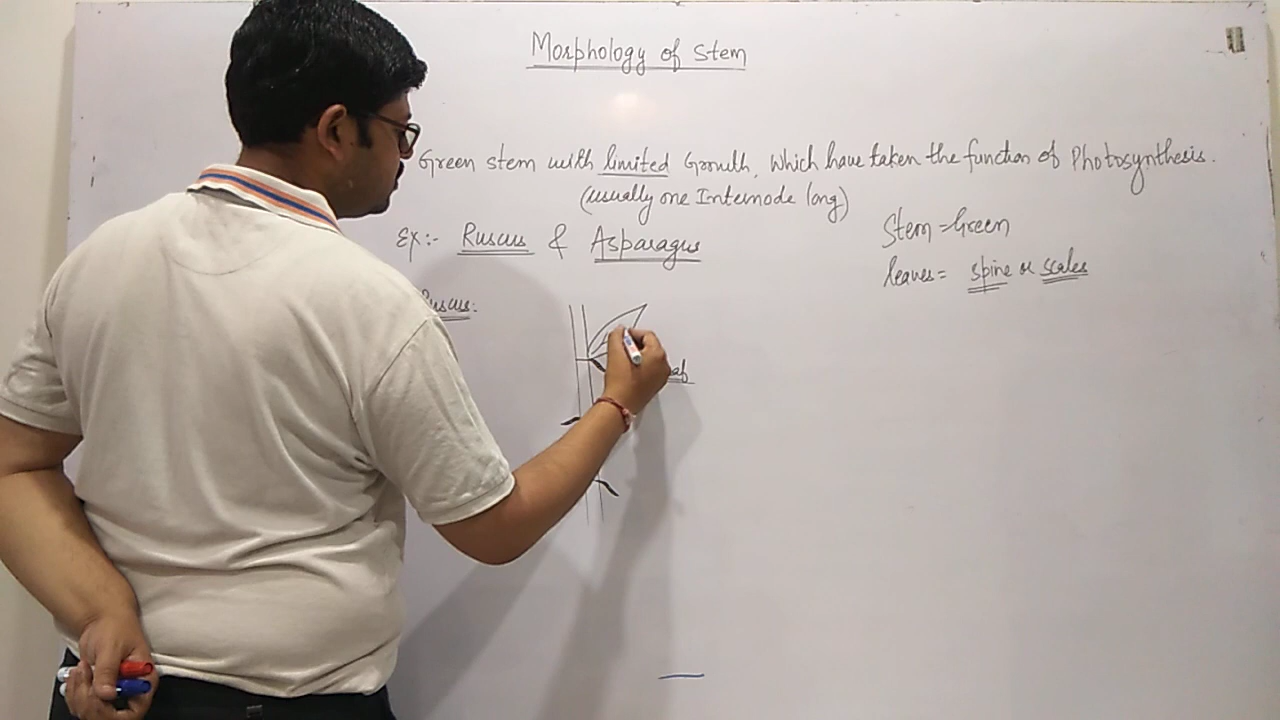 Morphology of Stem
Green stem with limited Growth, which have taken the function of Photosynthesis.
(usually one Internode long)
Stem = Green
Ex:- Ruscus & Asparagus
leaves = spine or scales